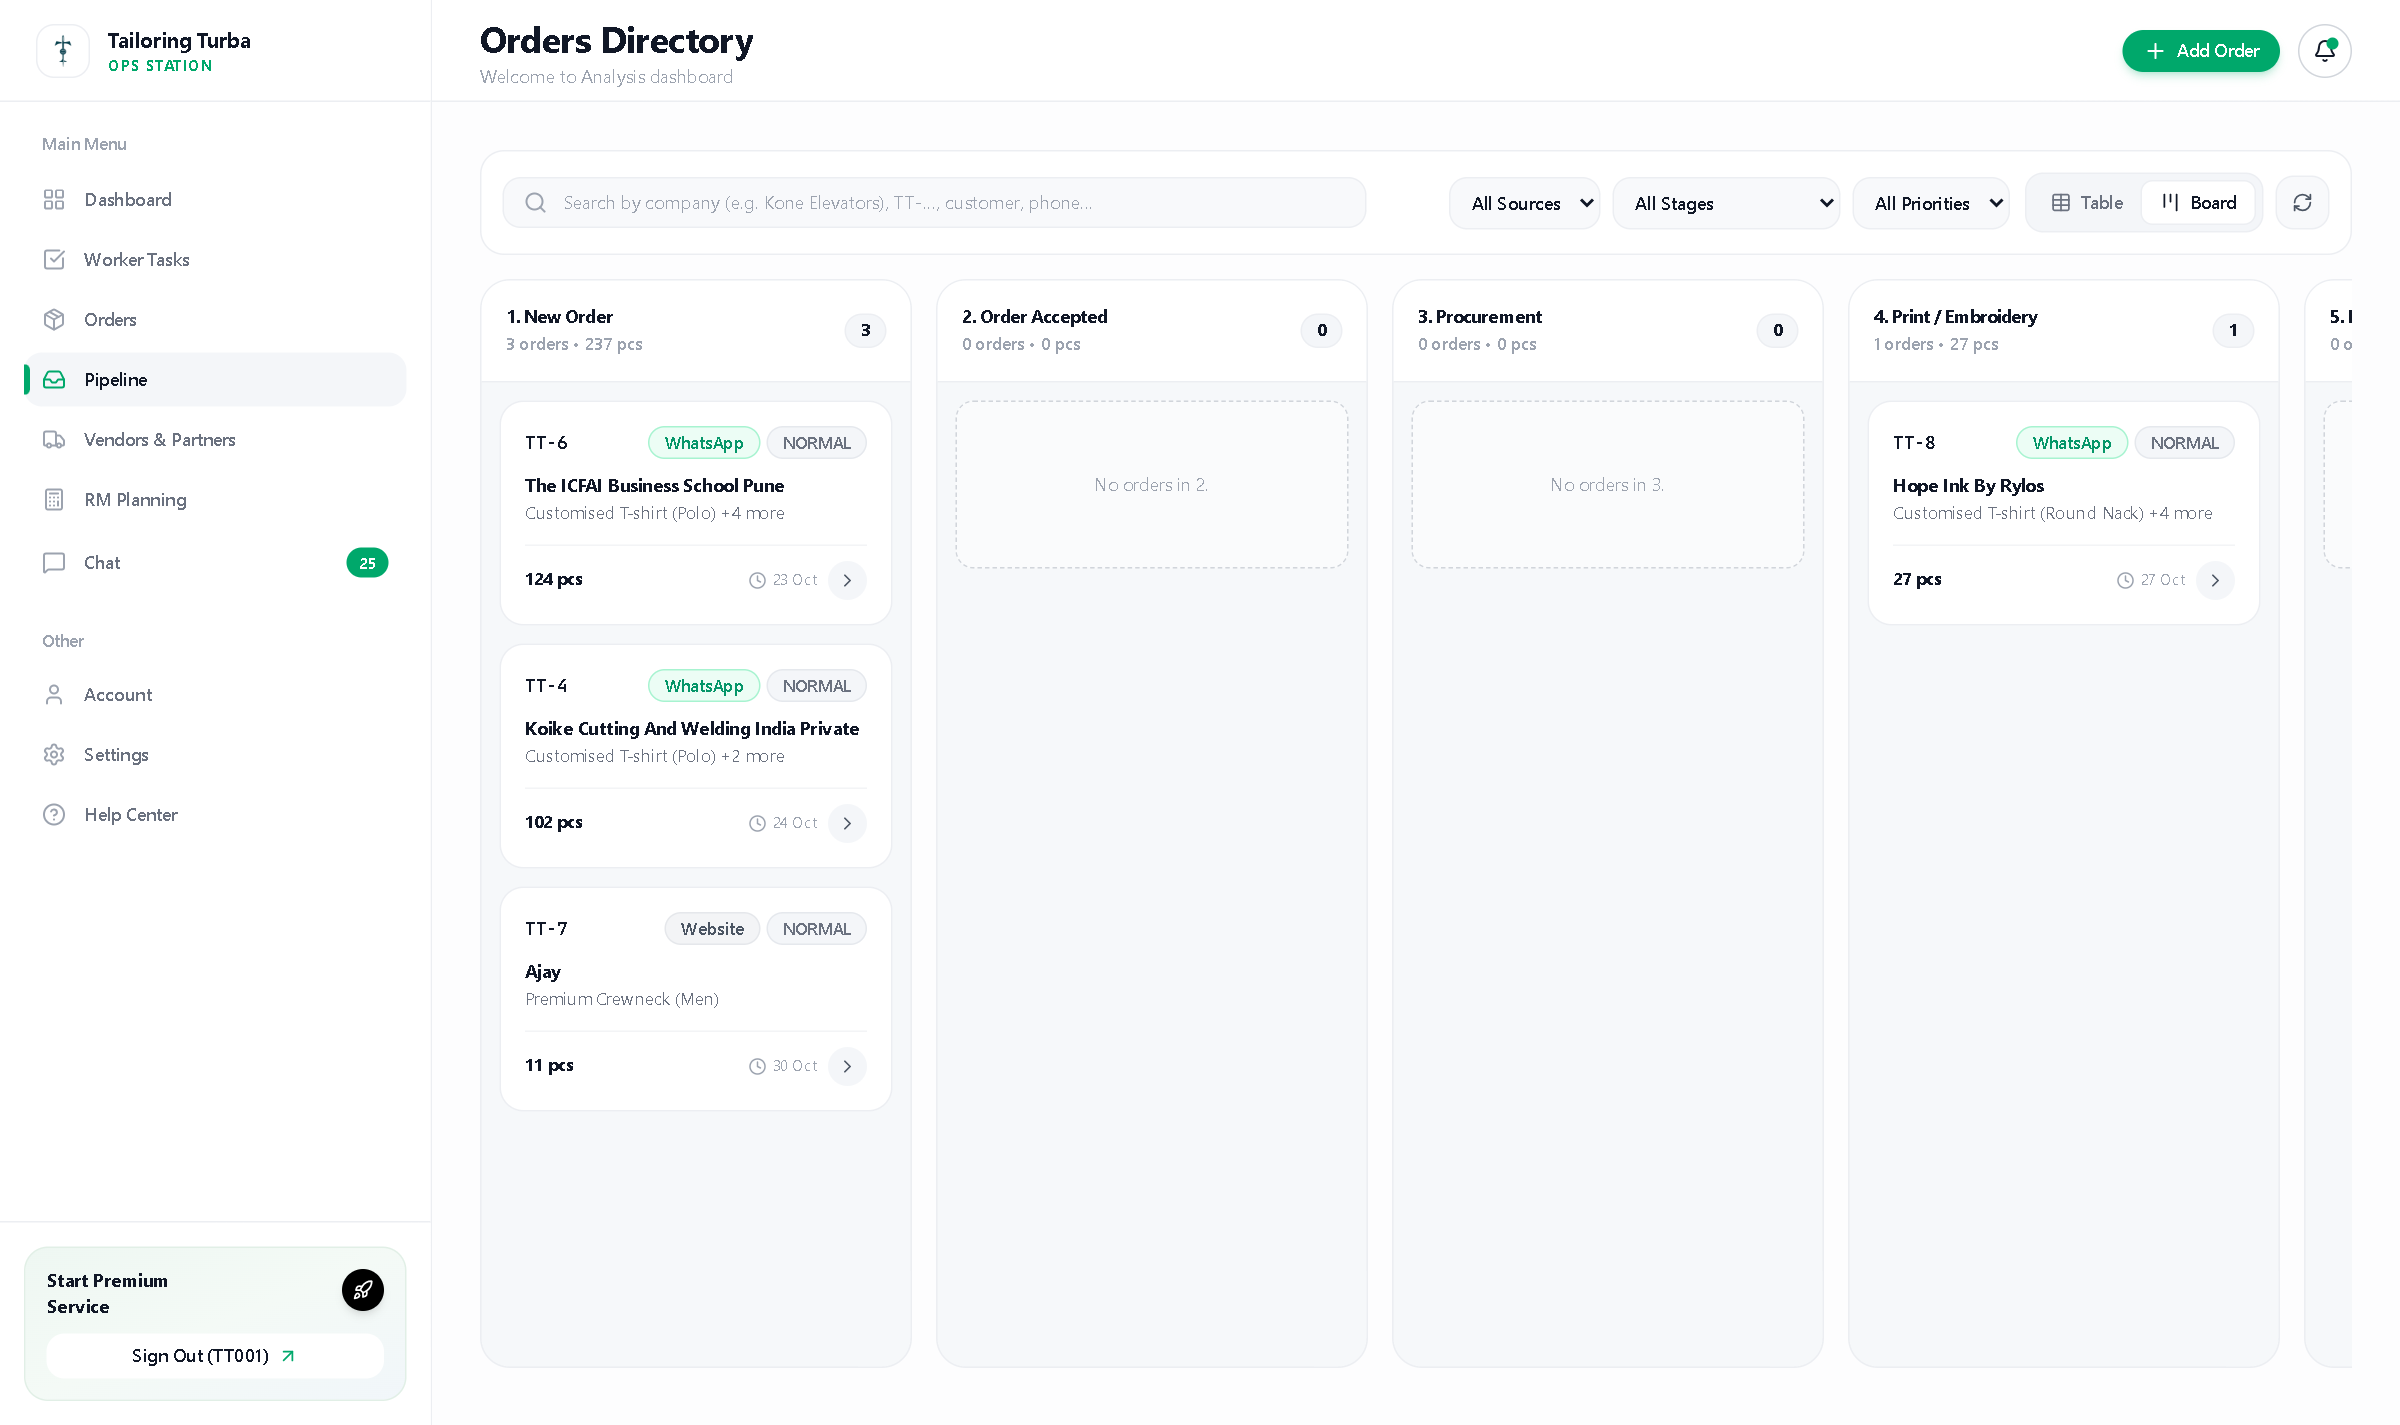 Tailoring Turba
OPS STATION
Main Menu
Dashboard
Worker Tasks
Orders
Pipeline
Vendors & Partners
RM Planning
Chat
25
Other
Account
Settings
Help Center
Start Premium
Service
Sign Out (TT001)
Orders Directory
Welcome to Analysis dashboard
Add Order
Search by company (e.g. Kone Elevators), TT-..., customer, phone...
All Sources
All Stages
All Priorities
Table
Board
1. New Order
3 orders • 237 pcs
3
TT-6
WhatsApp
NORMAL
The ICFAI Business School Pune
Customised T-shirt (Polo) +4 more
124 pcs
23 Oct
TT-4
WhatsApp
NORMAL
Koike Cutting And Welding India Private
Customised T-shirt (Polo) +2 more
102 pcs
24 Oct
TT-7
Website
NORMAL
Ajay
Premium Crewneck (Men)
11 pcs
30 Oct
2. Order Accepted
0 orders • 0 pcs
0
No orders in 2.
3. Procurement
0 orders • 0 pcs
0
No orders in 3.
4. Print / Embroidery
1 orders • 27 pcs
1
TT-8
WhatsApp
NORMAL
Hope Ink By Rylos
Customised T-shirt (Round Nack) +4 more
27 pcs
27 Oct
5.
0